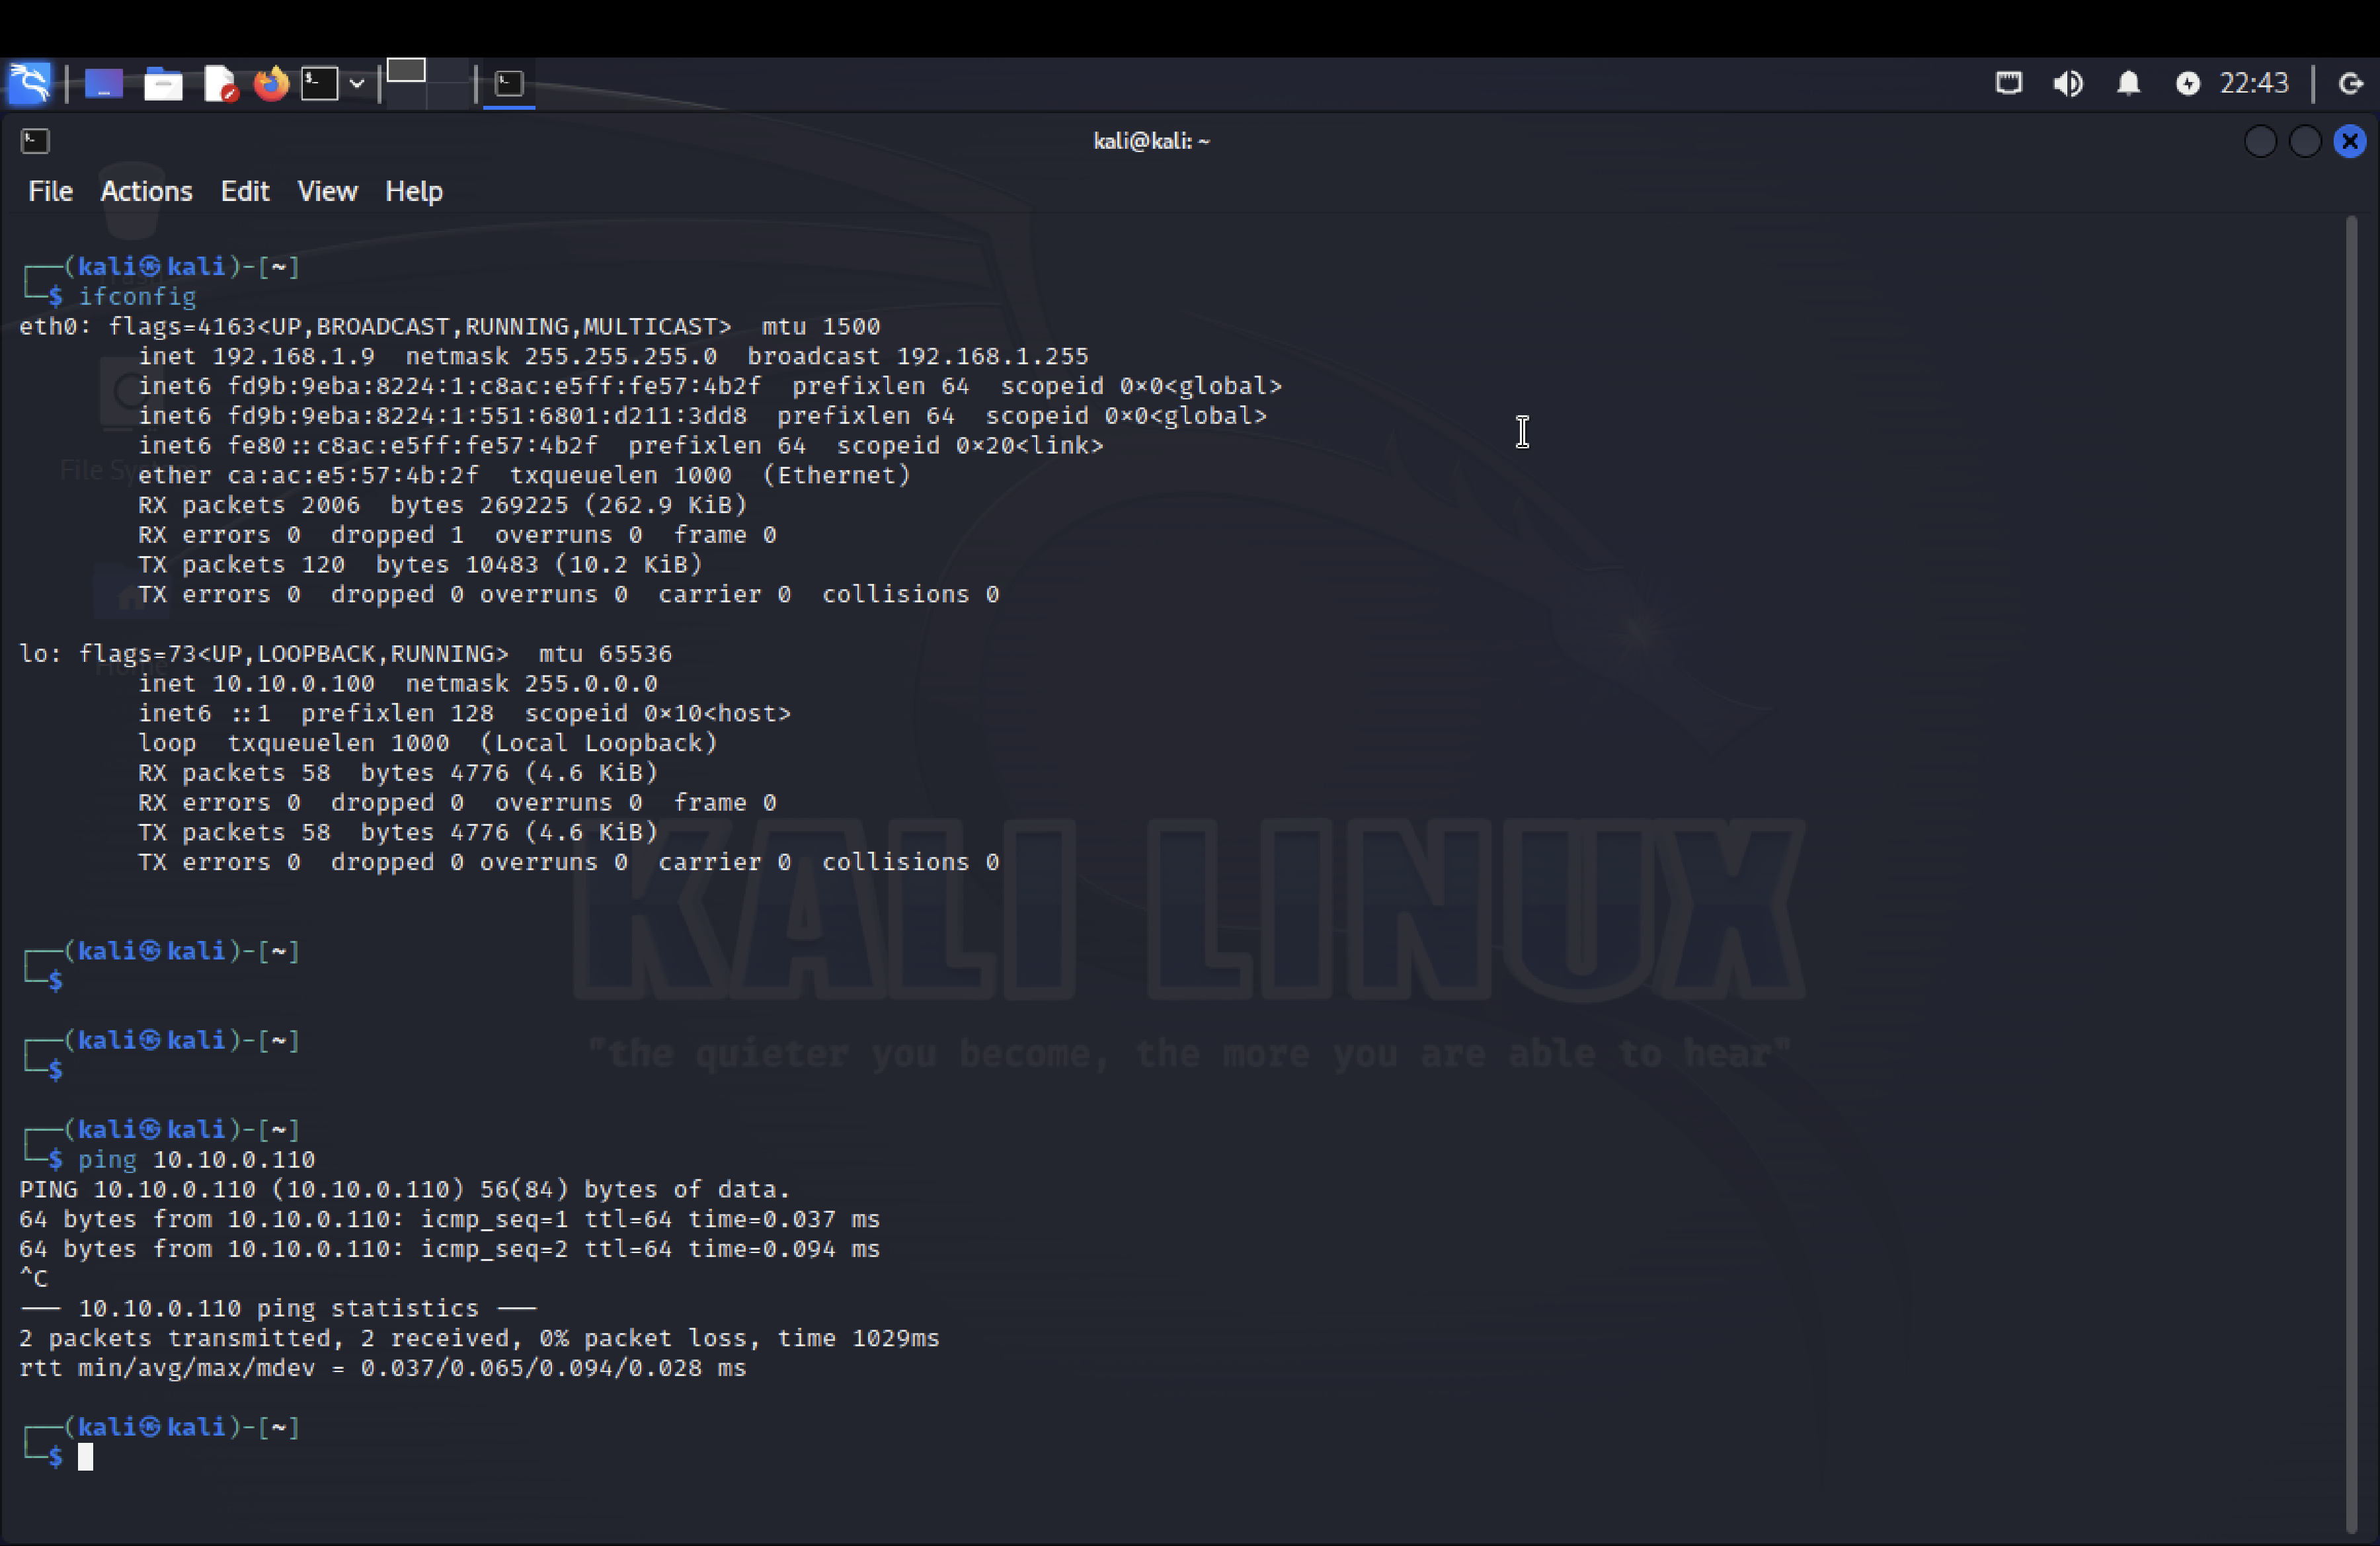 22:43
kali@kali: ~
File Actions Edit View Help
┌──(kali㉿kali)-[~]
└─$ ifconfig
eth0: flags=4163<UP,BROADCAST,RUNNING,MULTICAST>  mtu 1500
        inet 192.168.1.9  netmask 255.255.255.0  broadcast 192.168.1.255
        inet6 fd9b:9eba:8224:1:c8ac:e5ff:fe57:4b2f  prefixlen 64  scopeid 0×0<global>
        inet6 fd9b:9eba:8224:1:551:6801:d211:3dd8  prefixlen 64  scopeid 0×0<global>
        inet6 fe80::c8ac:e5ff:fe57:4b2f  prefixlen 64  scopeid 0×20<link>
        ether ca:ac:e5:57:4b:2f  txqueuelen 1000  (Ethernet)
        RX packets 2006  bytes 269225 (262.9 KiB)
        RX errors 0  dropped 1  overruns 0  frame 0
        TX packets 120  bytes 10483 (10.2 KiB)
        TX errors 0  dropped 0 overruns 0  carrier 0  collisions 0
lo: flags=73<UP,LOOPBACK,RUNNING>  mtu 65536
        inet 10.10.0.100  netmask 255.0.0.0
        inet6 ::1  prefixlen 128  scopeid 0×10<host>
        loop  txqueuelen 1000  (Local Loopback)
        RX packets 58  bytes 4776 (4.6 KiB)
        RX errors 0  dropped 0  overruns 0  frame 0
        TX packets 58  bytes 4776 (4.6 KiB)
        TX errors 0  dropped 0 overruns 0  carrier 0  collisions 0
┌──(kali㉿kali)-[~]
└─$
┌──(kali㉿kali)-[~]
└─$
┌──(kali㉿kali)-[~]
└─$ ping 10.10.0.110
PING 10.10.0.110 (10.10.0.110) 56(84) bytes of data.
64 bytes from 10.10.0.110: icmp_seq=1 ttl=64 time=0.037 ms
64 bytes from 10.10.0.110: icmp_seq=2 ttl=64 time=0.094 ms
^C
── 10.10.0.110 ping statistics ──
2 packets transmitted, 2 received, 0% packet loss, time 1029ms
rtt min/avg/max/mdev = 0.037/0.065/0.094/0.028 ms
┌──(kali㉿kali)-[~]
└─$
KALI LINUX
"the quieter you become, the more you are able to hear"